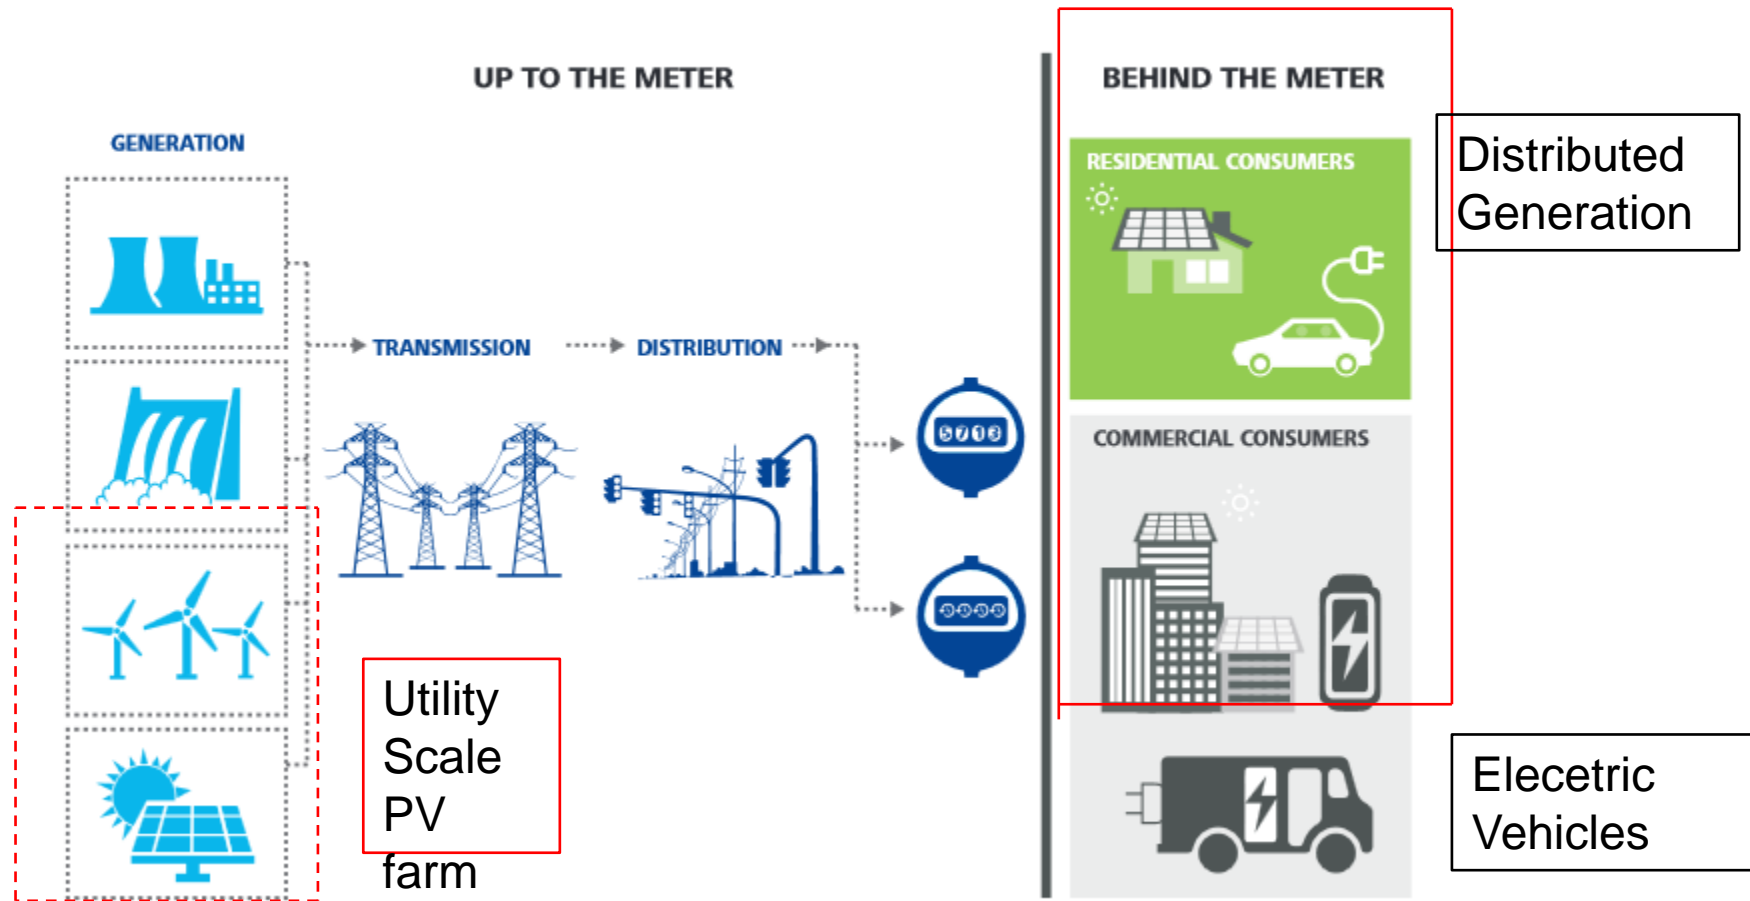 UP TO THE METER
BEHIND THE METER
GENERATION
RESIDENTIAL CONSUMERS
Distributed
Generation
TRANSMISSION
DISTRIBUTION
5713
COMMERCIAL CONSUMERS
Utility
Scale
PV
farm
Elecetric
Vehicles